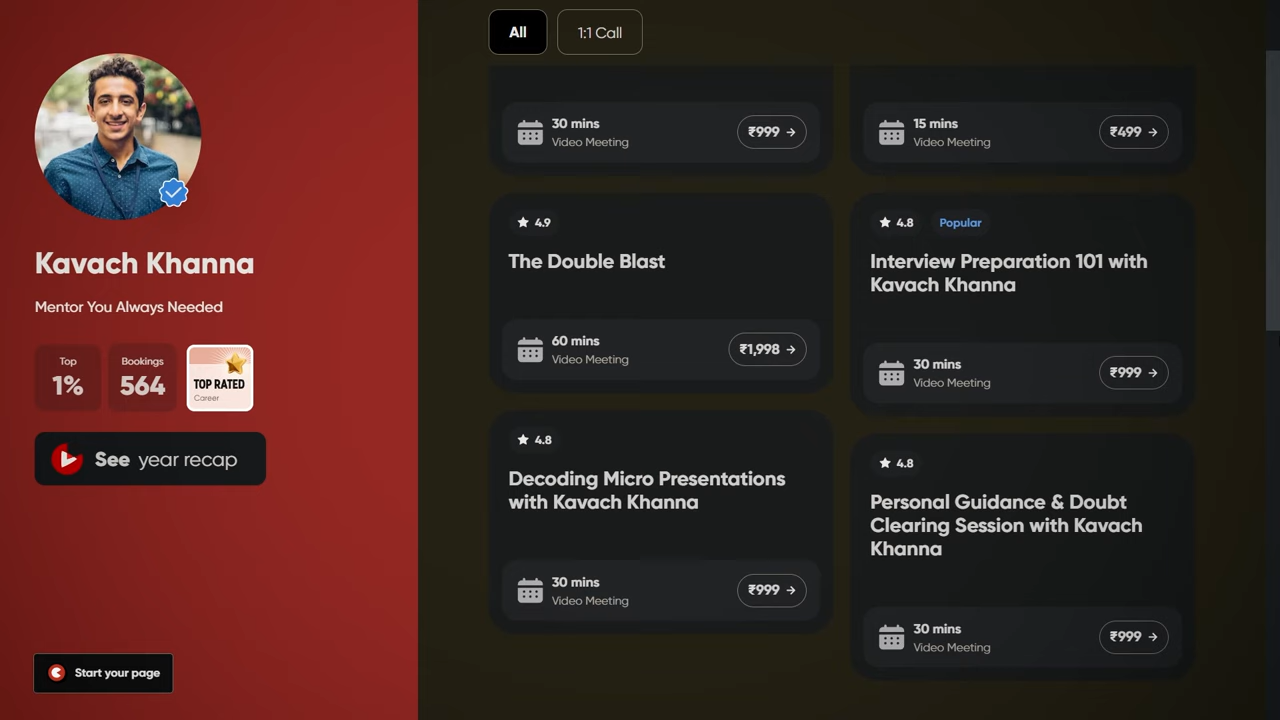 Kavach Khanna
Mentor You Always Needed
Top
1%
Bookings
564
TOP RATED
Career
See year recap
Start your page
All
1:1 Call
30 mins
Video Meeting
₹999 →
15 mins
Video Meeting
₹499 →
★ 4.9
The Double Blast
60 mins
Video Meeting
₹1,998 →
★ 4.8
Popular
Interview Preparation 101 with
Kavach Khanna
30 mins
Video Meeting
₹999 →
★ 4.8
Decoding Micro Presentations
with Kavach Khanna
30 mins
Video Meeting
₹999 →
★ 4.8
Personal Guidance & Doubt
Clearing Session with Kavach
Khanna
30 mins
Video Meeting
₹999 →